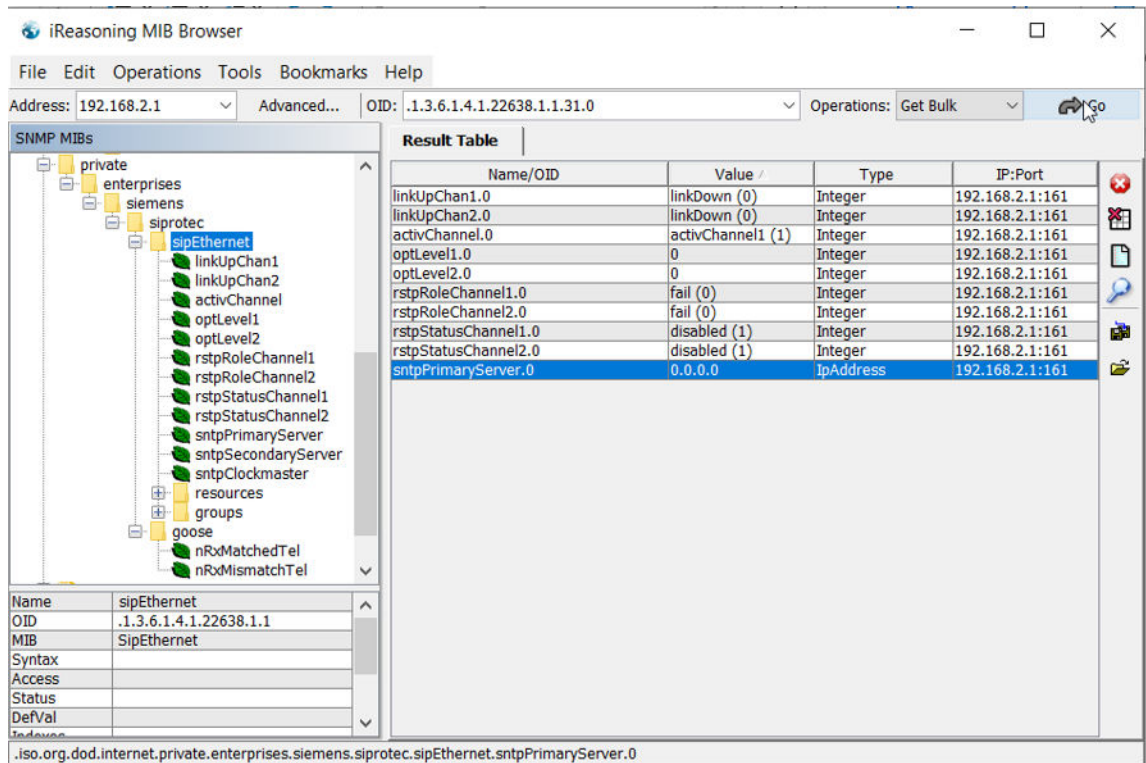 iReasoning MIB Browser
File Edit Operations Tools Bookmarks Help
Address: 192.168.2.1 Advanced... OID: .1.3.6.1.4.1.22638.1.1.31.0 Operations: Get Bulk Go
SNMP MIBs
private
enterprises
siemens
siprotec
sipEthernet
linkUpChan1
linkUpChan2
activChannel
optLevel1
optLevel2
rstpRoleChannel1
rstpRoleChannel2
rstpStatusChannel1
rstpStatusChannel2
sntpPrimaryServer
sntpSecondaryServer
sntpClockmaster
resources
groups
goose
nRxMatchedTel
nRxMismatchTel
Name sipEthernet
OID .1.3.6.1.4.1.22638.1.1
MIB SipEthernet
Syntax
Access
Status
DefVal
Indexes
Result Table
Name/OID Value Type IP:Port
linkUpChan1.0 linkDown (0) Integer 192.168.2.1:161
linkUpChan2.0 linkDown (0) Integer 192.168.2.1:161
activChannel.0 activChannel1 (1) Integer 192.168.2.1:161
optLevel1.0 0 Integer 192.168.2.1:161
optLevel2.0 0 Integer 192.168.2.1:161
rstpRoleChannel1.0 fail (0) Integer 192.168.2.1:161
rstpRoleChannel2.0 fail (0) Integer 192.168.2.1:161
rstpStatusChannel1.0 disabled (1) Integer 192.168.2.1:161
rstpStatusChannel2.0 disabled (1) Integer 192.168.2.1:161
sntpPrimaryServer.0 0.0.0.0 IpAddress 192.168.2.1:161
.iso.org.dod.internet.private.enterprises.siemens.siprotec.sipEthernet.sntpPrimaryServer.0